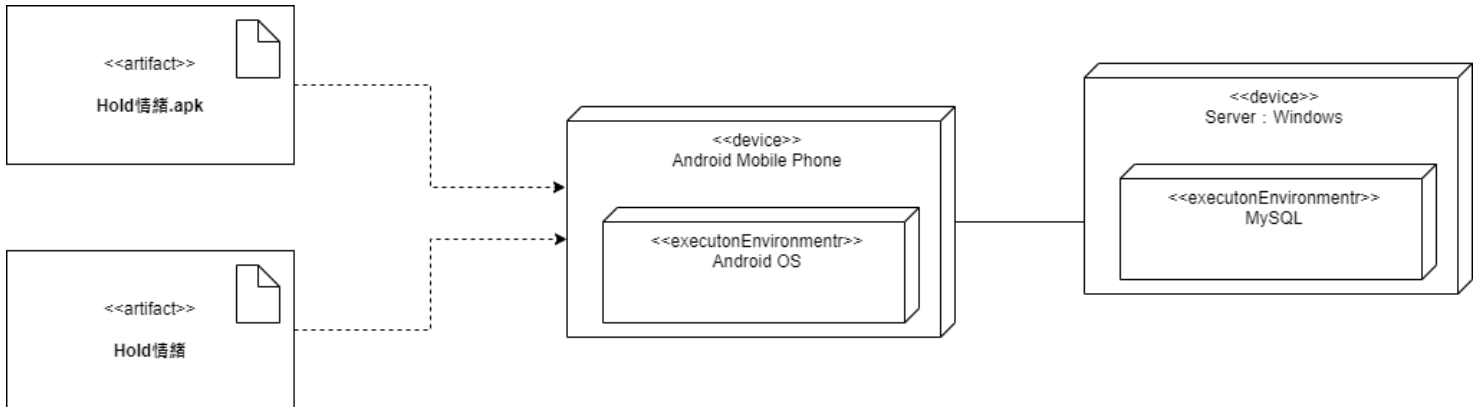 <<artifact>>
Hold情緒.apk
<<artifact>>
Hold情緒
<<device>>
Android Mobile Phone
<<executonEnvironmentr>>
Android OS
<<device>>
Server：Windows
<<executonEnvironmentr>>
MySQL